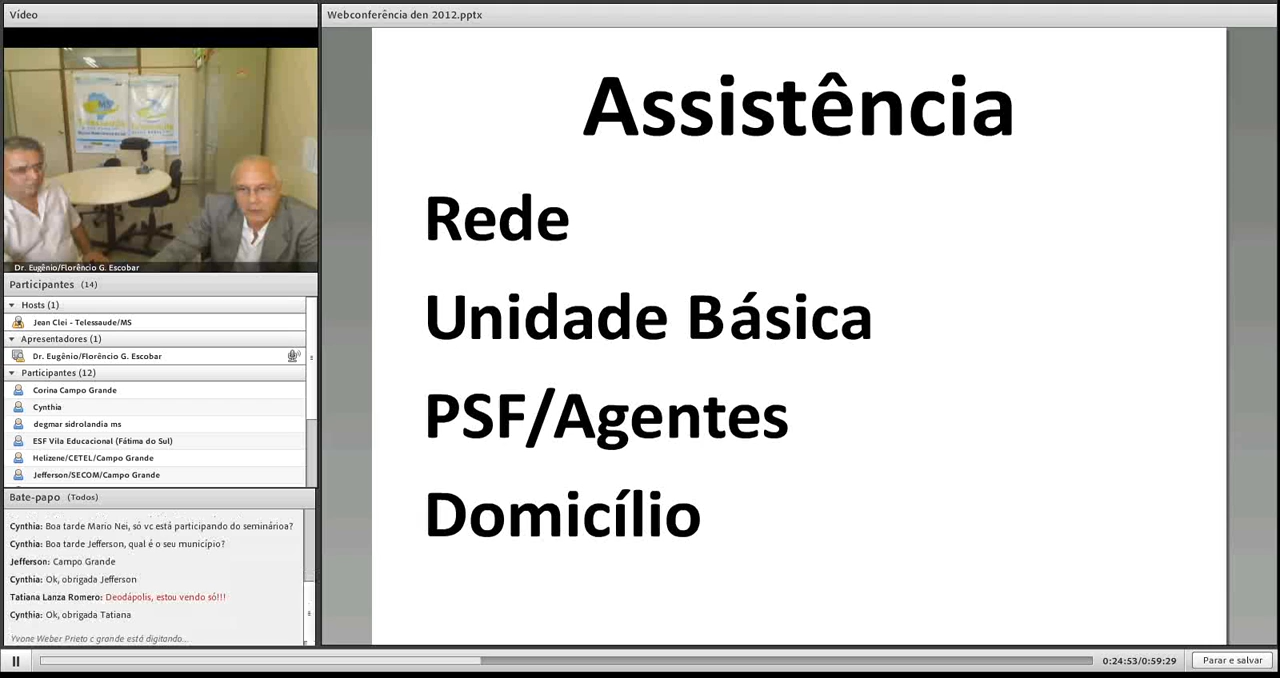 Vídeo
Dr. Eugênio/Florêncio G. Escobar
Participantes (14)
Hosts (1)
Jean Clei - Telessaude/MS
Apresentadores (1)
Dr. Eugênio/Florêncio G. Escobar
Participantes (12)
Corina Campo Grande
Cynthia
degmar sidrolandia ms
ESF Vila Educacional (Fátima do Sul)
Helizene/CETEL/Campo Grande
Jefferson/SECOM/Campo Grande
Bate-papo (Todos)
Cynthia: Boa tarde Mario Nei, só vc está participando do seminárioa?
Cynthia: Boa tarde Jefferson, qual é o seu município?
Jefferson: Campo Grande
Cynthia: Ok, obrigada Jefferson
Tatiana Lanza Romero: Deodápolis, estou vendo só!!!
Cynthia: Ok, obrigada Tatiana
Yvone Weber Prieto c grande está digitando...
Webconferência den 2012.pptx
Assistência
Rede
Unidade Básica
PSF/Agentes
Domicílio
0:24:53/0:59:29
Parar e salvar